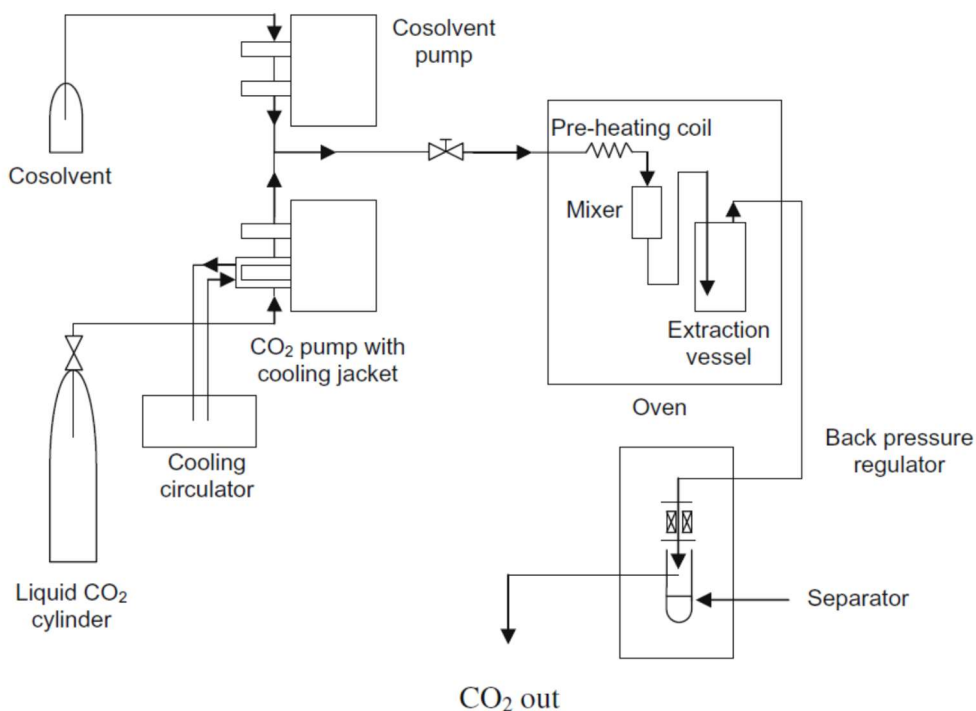 Cosolvent
pump
Cosolvent
Pre-heating coil
Mixer
Extraction
vessel
Oven
CO₂ pump with
cooling jacket
Cooling
circulator
Liquid CO₂
cylinder
Back pressure
regulator
Separator
CO₂ out